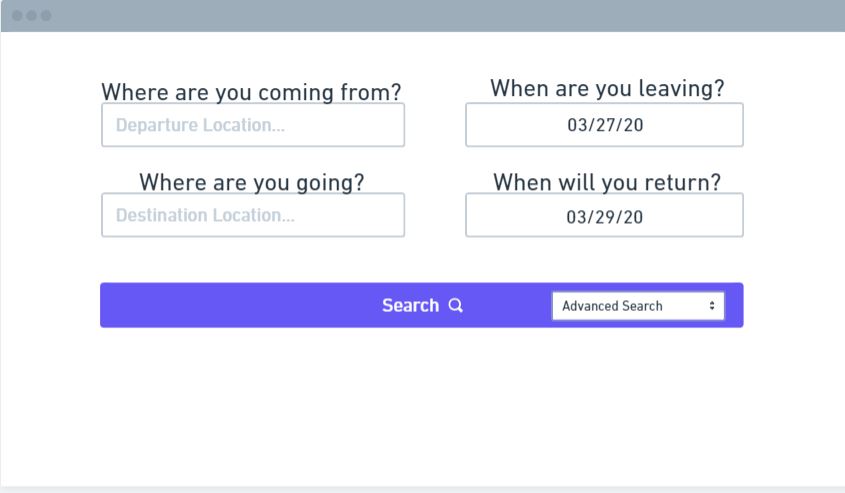 Where are you coming from?
Departure Location...
When are you leaving?
03/27/20
Where are you going?
Destination Location...
When will you return?
03/29/20
Search
Advanced Search